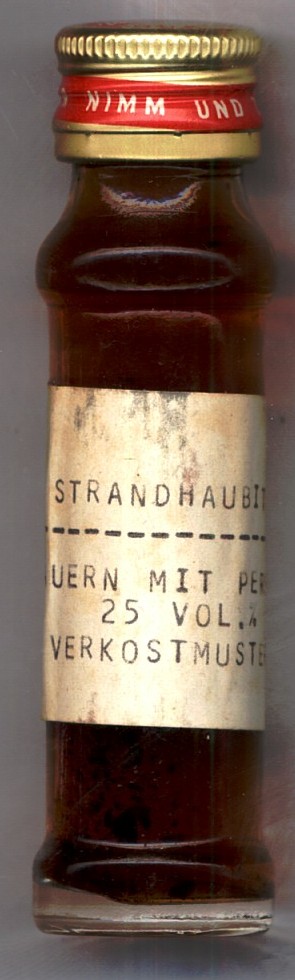 NIMM UND
STRANDHAUBIT
UERN MIT PER
25 VOL.%
VERKOSTMUSTE